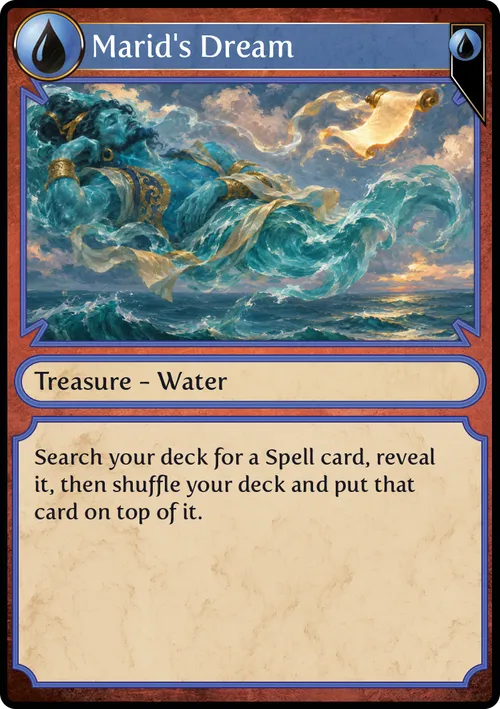 Marid's Dream
Treasure – Water
Search your deck for a Spell card, reveal
it, then shuffle your deck and put that
card on top of it.